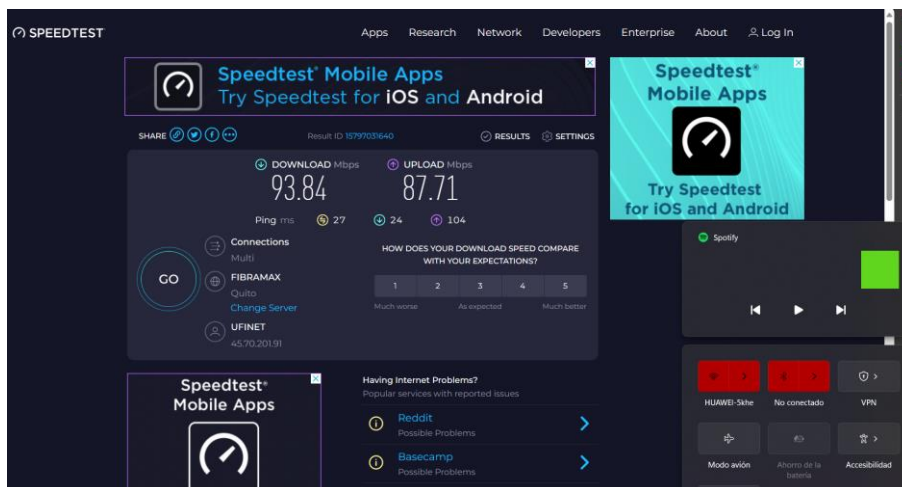 SPEEDTEST
Apps Research Network Developers Enterprise About Log In
Speedtest® Mobile Apps
Try Speedtest for iOS and Android
Speedtest®
Mobile Apps
Try Speedtest
for iOS and Android
SHARE Result ID 15797031640 RESULTS SETTINGS
DOWNLOAD Mbps UPLOAD Mbps
93.84 87.71
Ping ms 27 24 104
GO
Connections
Multi
FIBRAMAX
Quito
Change Server
UFINET
45.70.201.91
HOW DOES YOUR DOWNLOAD SPEED COMPARE
WITH YOUR EXPECTATIONS?
1 2 3 4 5
Much worse As expected Much better
Spotify
Speedtest®
Mobile Apps
Having Internet Problems?
Popular services with reported issues
Reddit
Possible Problems
Basecamp
Possible Problems
HUAWEI-5khe No conectado VPN
Modo avión Ahorro de la batería Accesibilidad